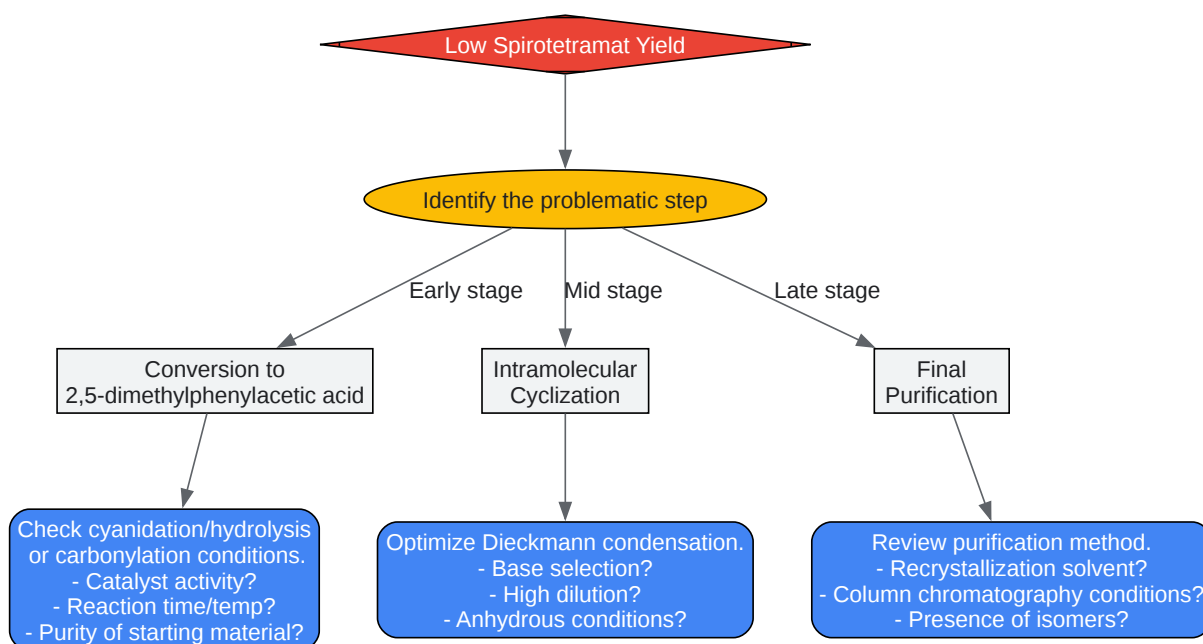 Low Spirotetramat Yield
Identify the problematic step
Early stage
Mid stage
Late stage
Conversion to
2,5-dimethylphenylacetic acid
Intramolecular
Cyclization
Final
Purification
Check cyanidation/hydrolysis
or carbonylation conditions.
- Catalyst activity?
- Reaction time/temp?
- Purity of starting material?
Optimize Dieckmann condensation.
- Base selection?
- High dilution?
- Anhydrous conditions?
Review purification method.
- Recrystallization solvent?
- Column chromatography conditions?
- Presence of isomers?